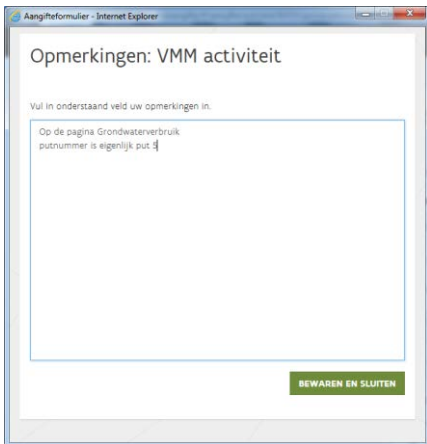 Aangifteformulier - Internet Explorer
Opmerkingen: VMM activiteit
Vul in onderstaand veld uw opmerkingen in.
Op de pagina Grondwaterverbruik
putnummer is eigenlijk put 5
BEWAREN EN SLUITEN